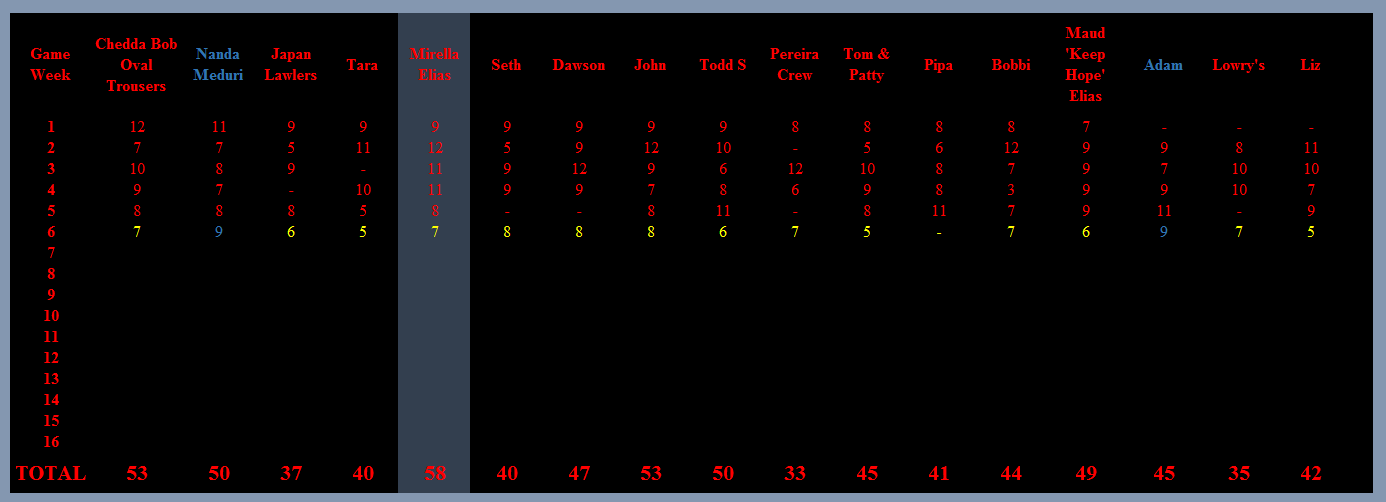 Game Week Chedda Bob Oval Trousers Nanda Meduri Japan Lawlers Tara Mirella Elias Seth Dawson John Todd S Pereira Crew Tom & Patty Pipa Bobbi Maud 'Keep Hope' Elias Adam Lowry's Liz
1 12 11 9 9 9 9 9 9 9 8 8 8 8 7 - - -
2 7 7 5 11 12 5 9 12 10 - 5 6 12 9 9 8 11
3 10 8 9 - 11 9 12 9 6 12 10 8 7 9 7 10 10
4 9 7 - 10 11 9 9 7 8 6 9 8 3 9 9 10 7
5 8 8 8 5 8 - - 8 11 - 8 11 7 9 11 - 9
6 7 9 6 5 7 8 8 8 6 7 5 - 7 6 9 7 5
7
8
9
10
11
12
13
14
15
16
TOTAL 53 50 37 40 58 40 47 53 50 33 45 41 44 49 45 35 42